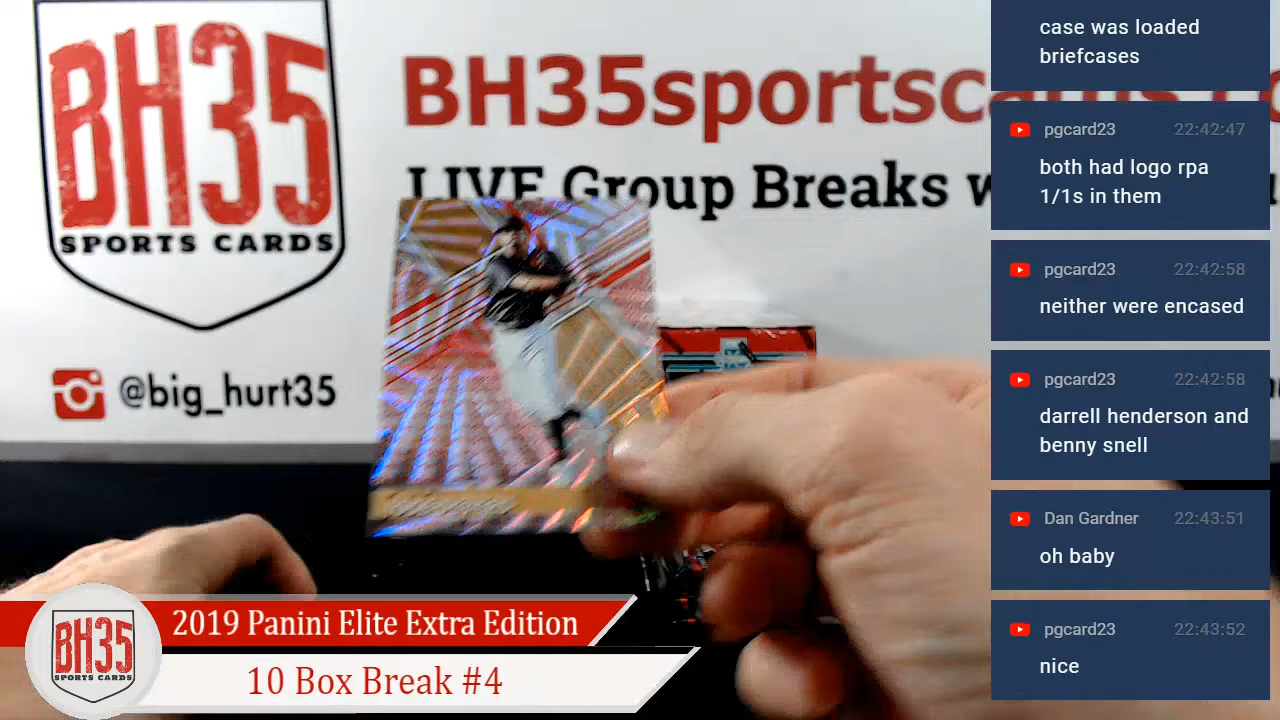 BH35
SPORTS CARDS
BH35sportscards.co
LIVE Group Breaks w
@big_hurt35
case was loaded
briefcases
pgcard23 22:42:47
both had logo rpa
1/1s in them
pgcard23 22:42:58
neither were encased
pgcard23 22:42:58
darrell henderson and
benny snell
Dan Gardner 22:43:51
oh baby
pgcard23 22:43:52
nice
BH35
SPORTS CARDS
2019 Panini Elite Extra Edition
10 Box Break #4